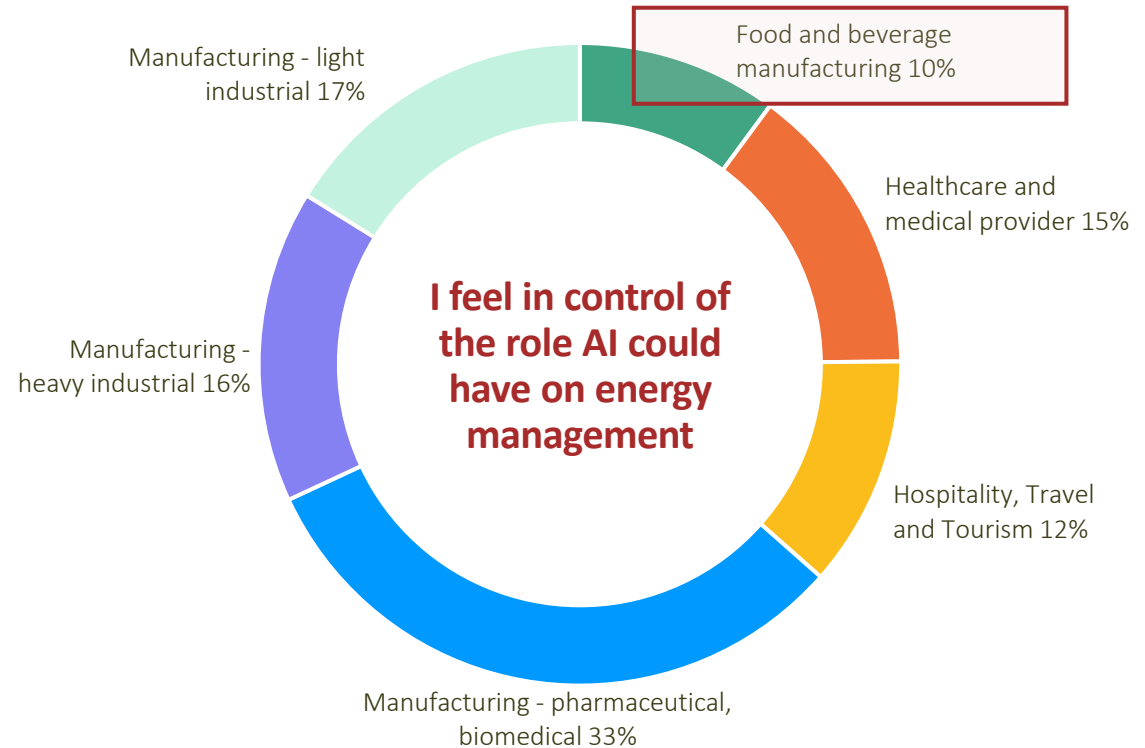 Food and beverage
manufacturing 10%
Manufacturing - light
industrial 17%
Healthcare and
medical provider 15%
I feel in control of
the role AI could
have on energy
management
Manufacturing -
heavy industrial 16%
Hospitality, Travel
and Tourism 12%
Manufacturing - pharmaceutical,
biomedical 33%